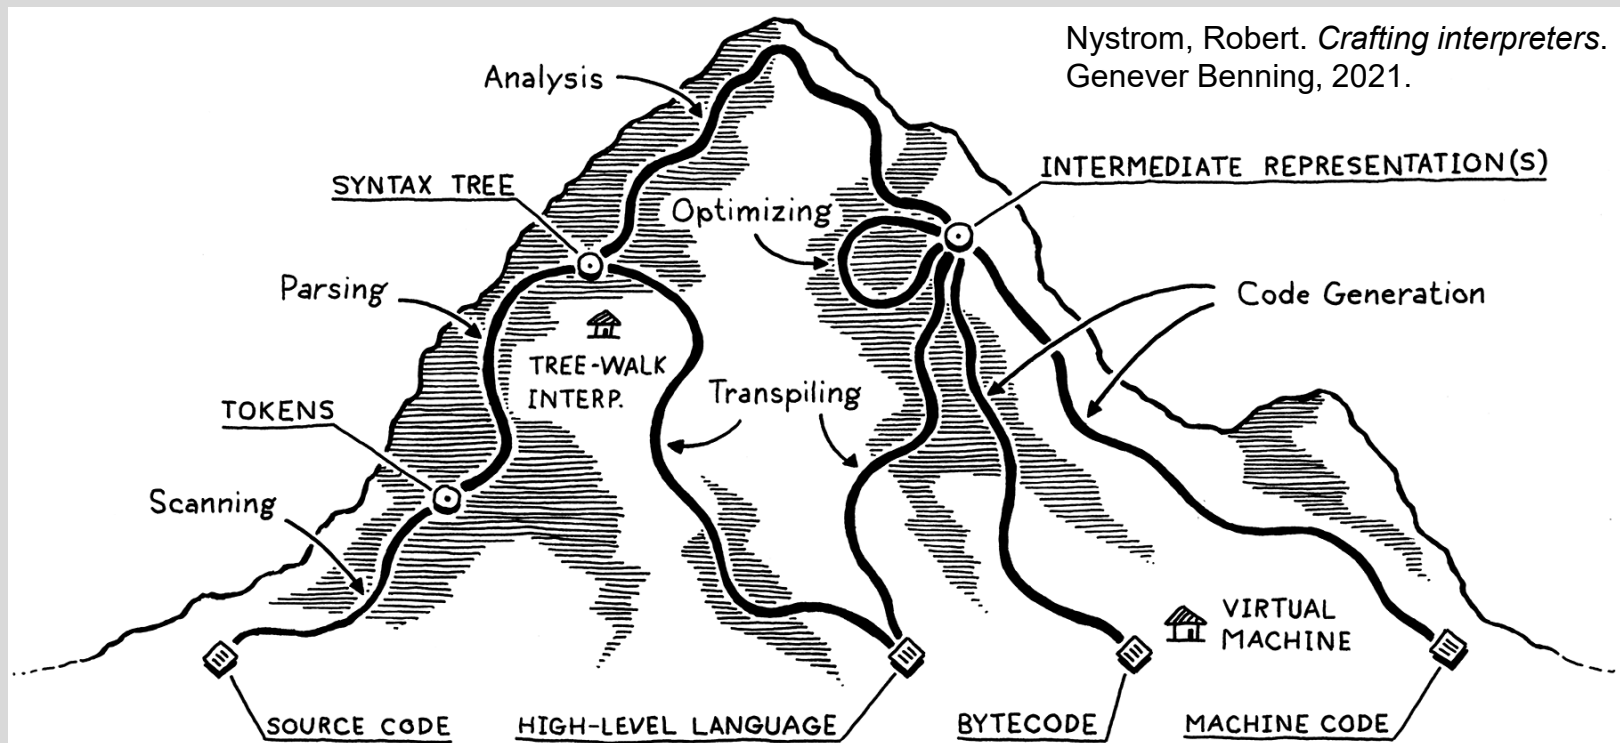 Nystrom, Robert. Crafting interpreters.
Genever Benning, 2021.
Analysis
INTERMEDIATE REPRESENTATION(S)
SYNTAX TREE
Optimizing
Parsing
Code Generation
TREE-WALK
INTERP.
Transpiling
TOKENS
Scanning
VIRTUAL
MACHINE
SOURCE CODE
HIGH-LEVEL LANGUAGE
BYTECODE
MACHINE CODE